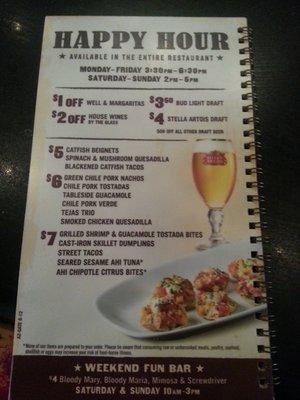 HAPPY HOUR
★ AVAILABLE IN THE ENTIRE RESTAURANT ★
MONDAY-FRIDAY 3:30PM-6:30PM
SATURDAY-SUNDAY 2PM-5PM
$1 OFF WELL & MARGARITAS
$2 OFF HOUSE WINES BY THE GLASS
$3⁵⁰ BUD LIGHT DRAFT
$4 STELLA ARTOIS DRAFT
50¢ OFF ALL OTHER DRAFT BEER
$5 CATFISH BEIGNETS
SPINACH & MUSHROOM QUESADILLA
BLACKENED CATFISH TACOS
$6 GREEN CHILE PORK NACHOS
CHILE PORK TOSTADAS
TABLESIDE GUACAMOLE
CHILE PORK VERDE
TEJAS TRIO
SMOKED CHICKEN QUESADILLA
$7 GRILLED SHRIMP & GUACAMOLE TOSTADA BITES
CAST-IRON SKILLET DUMPLINGS
STREET TACOS
SEARED SESAME AHI TUNA*
AHI CHIPOTLE CITRUS BITES*
*Most of our items are prepared to your order. Please be aware that consuming raw or undercooked meats, poultry, seafood,
shellfish or eggs may increase your risk of food-borne illness.
★ WEEKEND FUN BAR ★
$4 Bloody Mary, Bloody Maria, Mimosa & Screwdriver
SATURDAY & SUNDAY 10AM-3PM